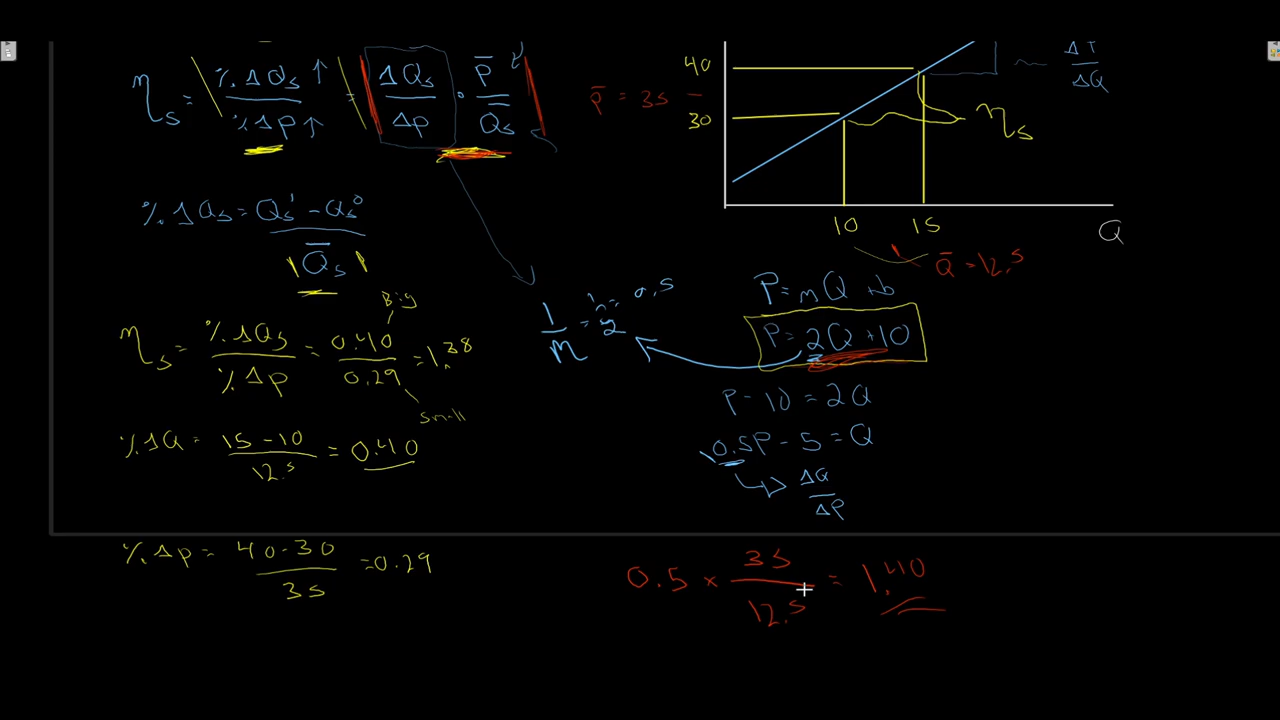 ηs = | %ΔQs ↑ / %ΔP ↑ | = | ΔQs / ΔP · P̄ / Q̄s |
P̄ = 35
40
30
ηs
ΔP / ΔQ
10 15 Q
Q̄ = 12.5
%ΔQs = Qs¹ - Qs⁰ / |Q̄s|
Big
ηs = %ΔQs / %ΔP = 0.40 / 0.29 = 1.38
Small
%ΔQ = 15 - 10 / 12.5 = 0.40
%ΔP = 40 - 30 / 35 = 0.29
1 / m = 1 / 2 = 0.5
P = mQ + b
P = 2Q + 10
P - 10 = 2Q
0.5P - 5 = Q
ΔQ / ΔP
0.5 × 35 / 12.5 = 1.40